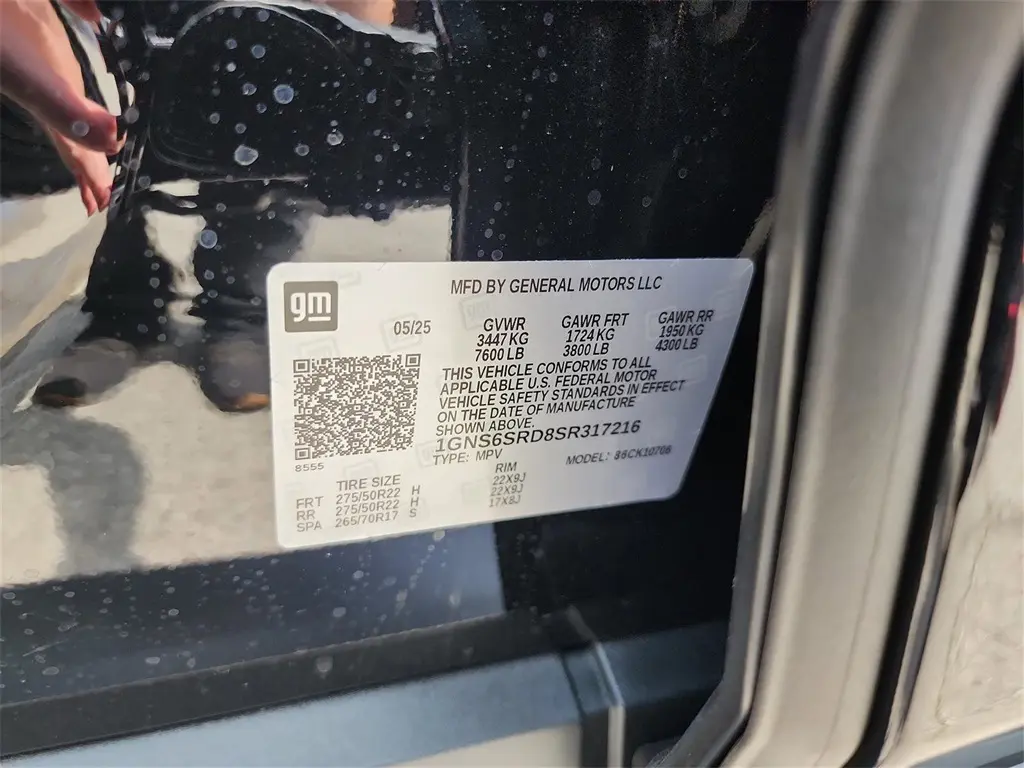 gm
MFD BY GENERAL MOTORS LLC
05/25 GVWR GAWR FRT GAWR RR
3447 KG 1724 KG 1950 KG
7600 LB 3800 LB 4300 LB
THIS VEHICLE CONFORMS TO ALL
APPLICABLE U.S. FEDERAL MOTOR
VEHICLE SAFETY STANDARDS IN EFFECT
ON THE DATE OF MANUFACTURE
SHOWN ABOVE.
1GNS6SRD8SR317216
TYPE: MPV MODEL: 86CK10706
8555
TIRE SIZE RIM
FRT 275/50R22 H 22X9J
RR 275/50R22 H 22X9J
SPA 265/70R17 S 17X8J